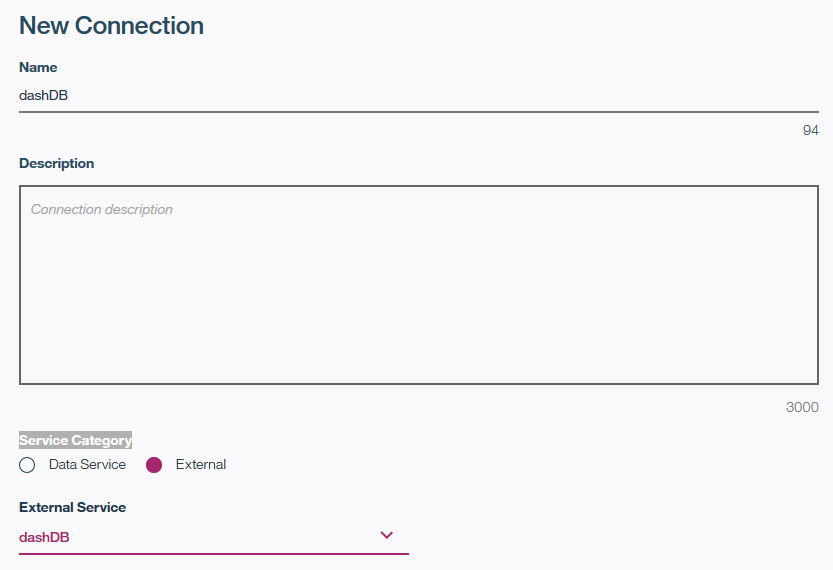 New Connection
Name
dashDB
94
Description
Connection description
3000
Service Category
Data Service External
External Service
dashDB